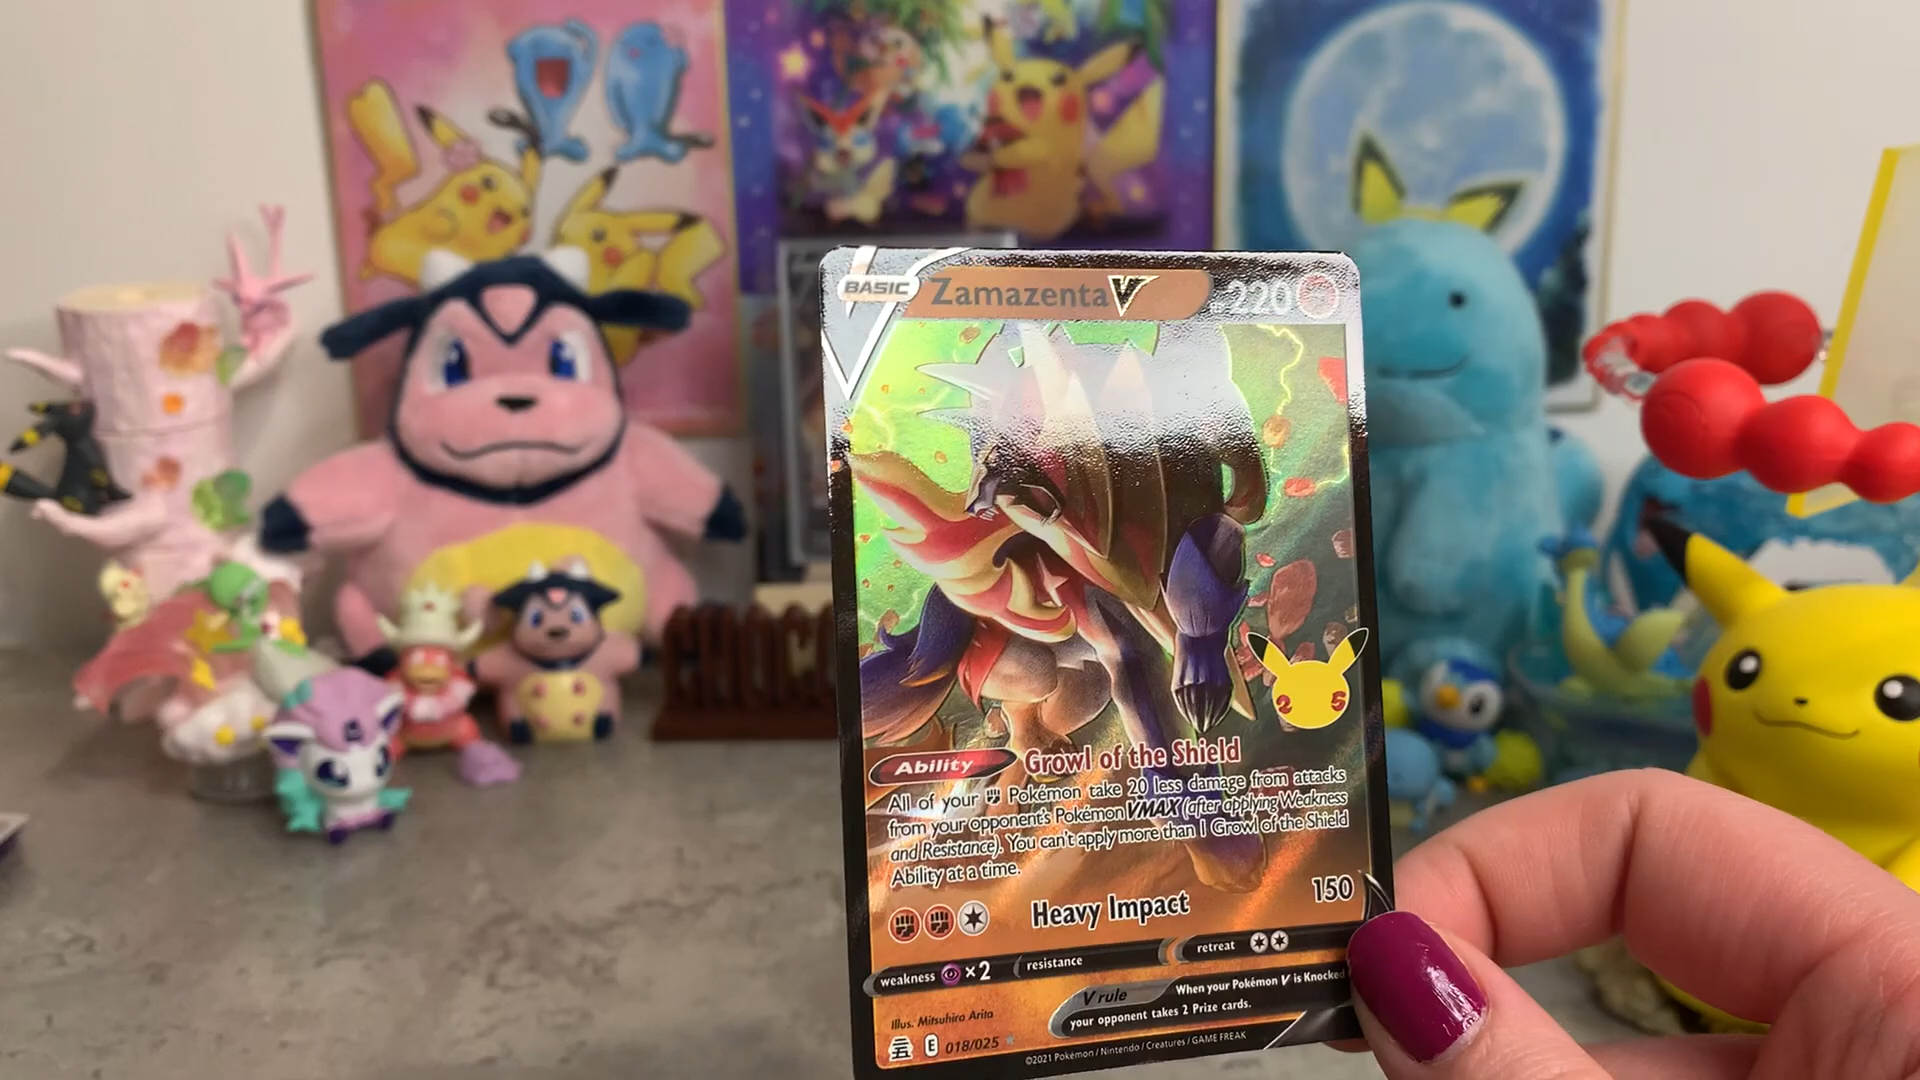 BASIC
Zamazenta V
220
25
Ability Growl of the Shield
All of your Pokémon take 20 less damage from attacks
from your opponent's Pokémon VMAX (after applying Weakness
and Resistance). You can't apply more than 1 Growl of the Shield
Ability at a time.
Heavy Impact 150
weakness ×2 resistance retreat
V rule When your Pokémon V is Knocked
your opponent takes 2 Prize cards.
Illus. Mitsuhiro Arita
E 018/025
©2021 Pokémon / Nintendo / Creatures / GAME FREAK